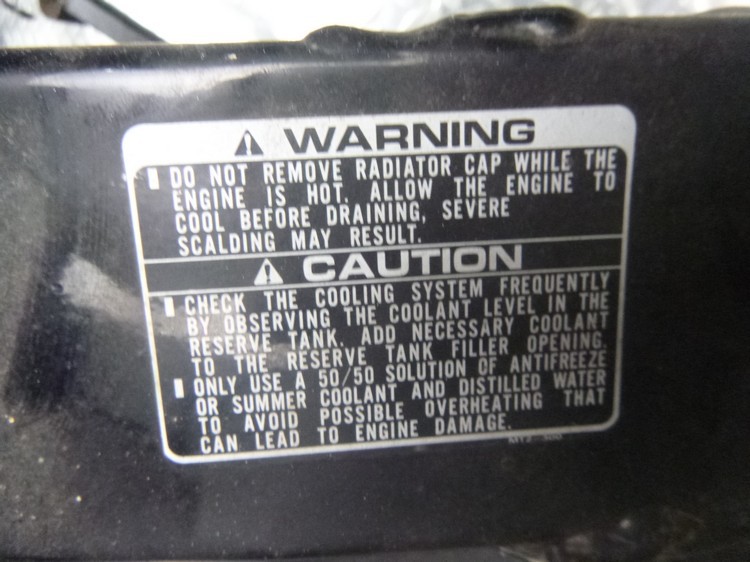 WARNING
DO NOT REMOVE RADIATOR CAP WHILE THE
ENGINE IS HOT. ALLOW THE ENGINE TO
COOL BEFORE DRAINING, SEVERE
SCALDING MAY RESULT.
CAUTION
CHECK THE COOLING SYSTEM FREQUENTLY
BY OBSERVING THE COOLANT LEVEL IN THE
RESERVE TANK. ADD NECESSARY COOLANT
TO THE RESERVE TANK FILLER OPENING.
ONLY USE A 50/50 SOLUTION OF ANTIFREEZE
OR SUMMER COOLANT AND DISTILLED WATER
TO AVOID POSSIBLE OVERHEATING THAT
CAN LEAD TO ENGINE DAMAGE.